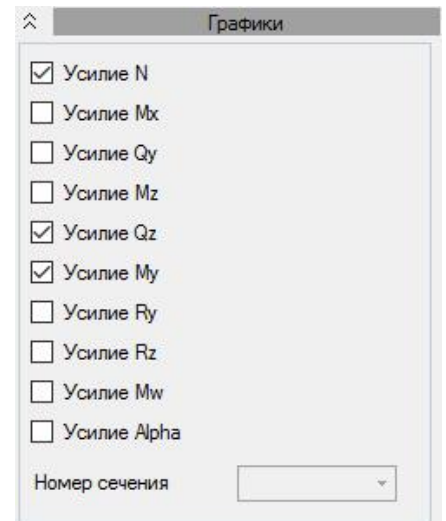 Графики
Усилие N
Усилие Mx
Усилие Qy
Усилие Mz
Усилие Qz
Усилие My
Усилие Ry
Усилие Rz
Усилие Mw
Усилие Alpha
Номер сечения